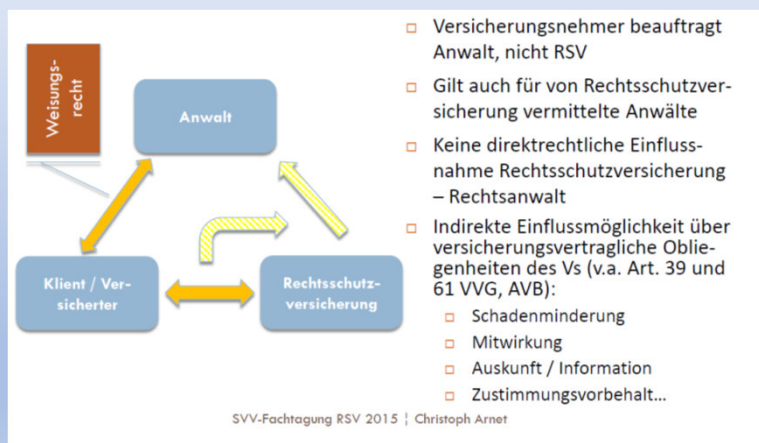 Weisungs-
recht
Anwalt
Klient / Ver-
sicherter
Rechtsschutz-
versicherung
Versicherungsnehmer beauftragt
Anwalt, nicht RSV
Gilt auch für von Rechtsschutzver-
sicherung vermittelte Anwälte
Keine direktrechtliche Einfluss-
nahme Rechtsschutzversicherung
– Rechtsanwalt
Indirekte Einflussmöglichkeit über
versicherungsvertragliche Oblie-
genheiten des Vs (v.a. Art. 39 und
61 VVG, AVB):
Schadenminderung
Mitwirkung
Auskunft / Information
Zustimmungsvorbehalt...
SVV-Fachtagung RSV 2015 ¦ Christoph Arnet